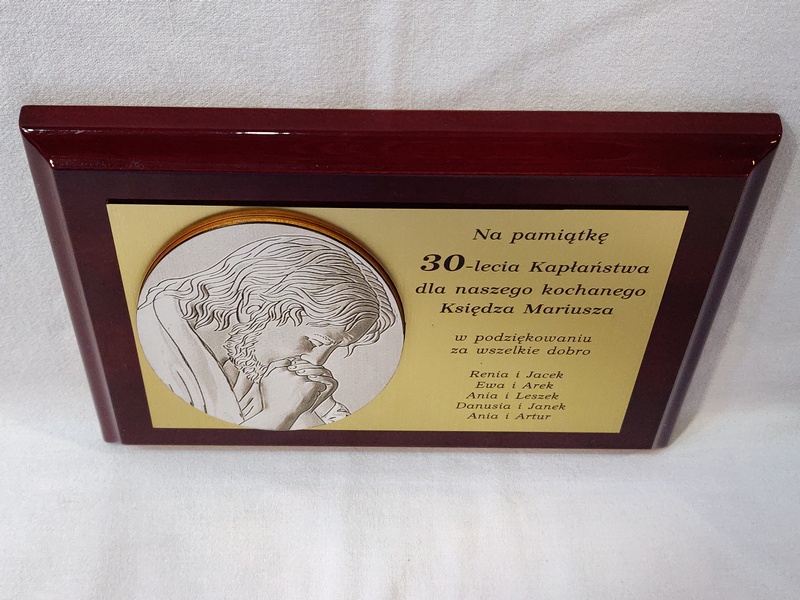 Na pamiątkę
30-lecia Kapłaństwa
dla naszego kochanego
Księdza Mariusza
w podziękowaniu
za wszelkie dobro
Renia i Jacek
Ewa i Arek
Ania i Leszek
Danusia i Janek
Ania i Artur